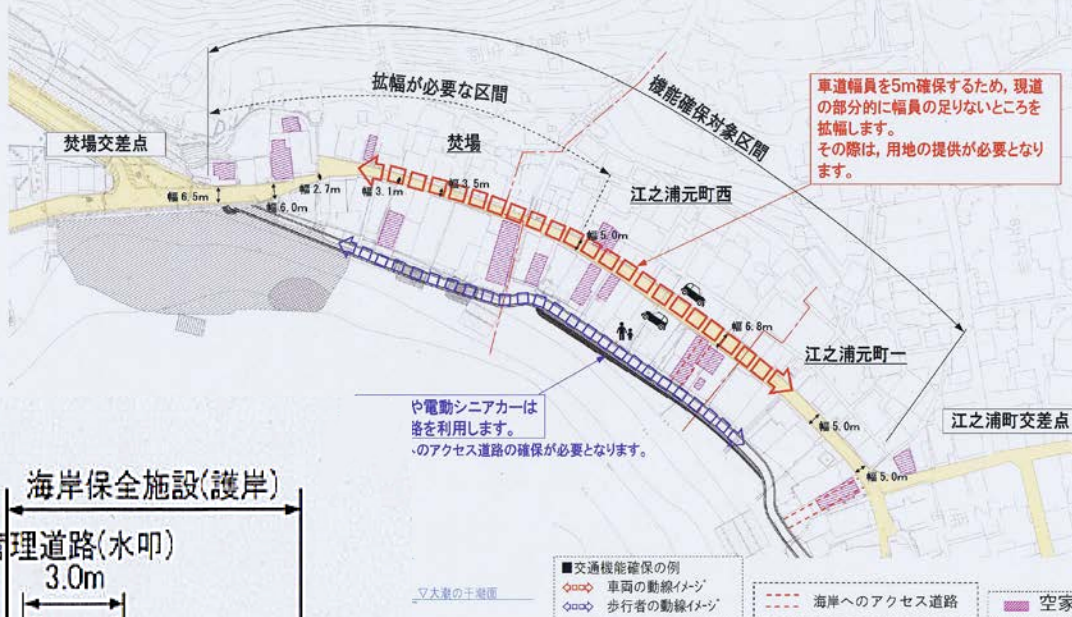 拡幅が必要な区間
機能確保対象区間
車道幅員を5m確保するため，現道
の部分的に幅員の足りないところを
拡幅します。
その際は，用地の提供が必要となり
ます。
焚場交差点
焚場
江之浦元町西
幅 6.5m
幅 6.0m
幅 2.7m
幅 3.1m
幅 3.5m
幅 5.0m
幅 6.8m
江之浦元町一
幅 5.0m
江之浦町交差点
幅 5.0m
や電動シニアカーは
路を利用します。
へのアクセス道路の確保が必要となります。
海岸保全施設(護岸)
管理道路(水叩)
3.0m
▽大潮の干潮面
■交通機能確保の例
車両の動線イメージ
歩行者の動線イメージ
海岸へのアクセス道路
空家